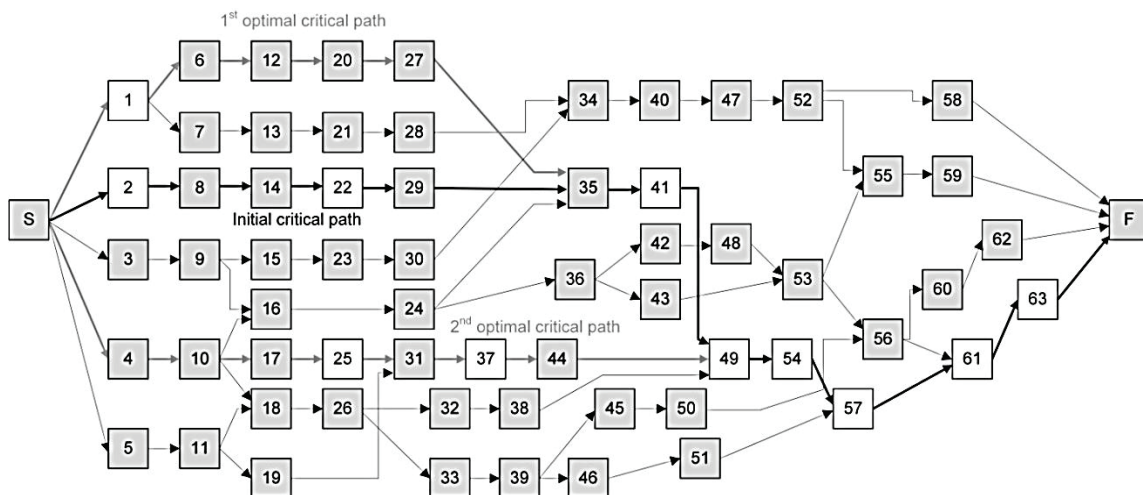 1st optimal critical path
6 12 20 27
1 34 40 47 52 58
7 13 21 28
2 8 14 22 29 35 41 55 59
Initial critical path
S F
3 9 15 23 30 42 48 62
36 53
16 24 43 60 63
2nd optimal critical path
4 10 17 25 31 37 44 49 54 56 61
18 26 32 38 45 50 57
5 11
19 33 39 46 51